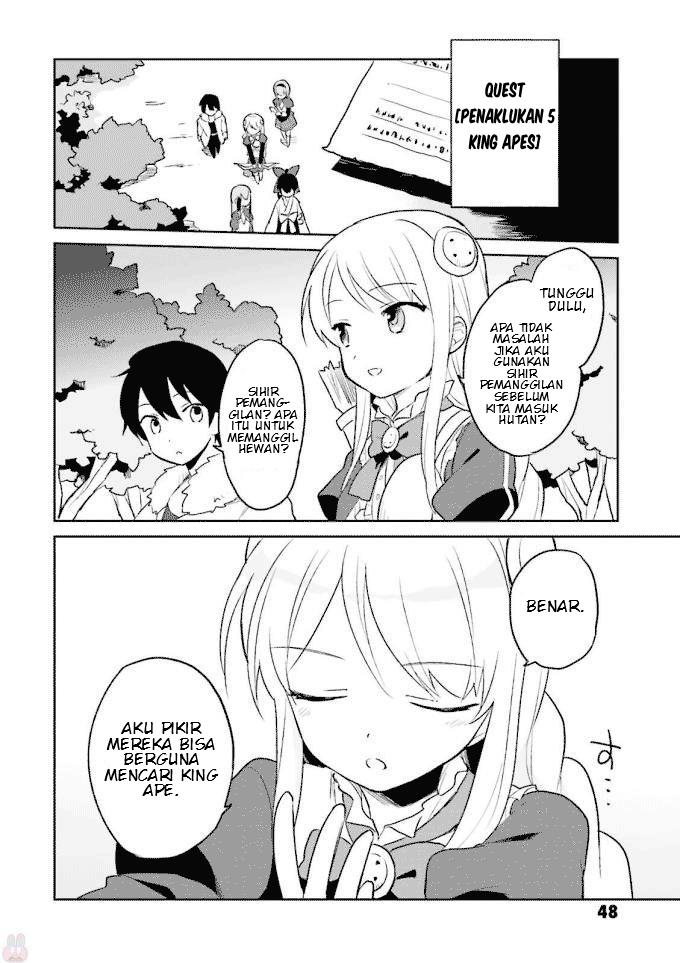 QUEST
[PENAKLUKAN 5
KING APES]
TUNGGU
DULU,
APA TIDAK
MASALAH
JIKA AKU
GUNAKAN
SIHIR
PEMANGGILAN
SEBELUM
KITA MASUK
HUTAN?
SIHIR
PEMANG-
GILAN? APA
ITU UNTUK
MEMANGGIL
HEWAN?
BENAR.
す…
AKU PIKIR
MEREKA BISA
BERGUNA
MENCARI KING
APE.
48